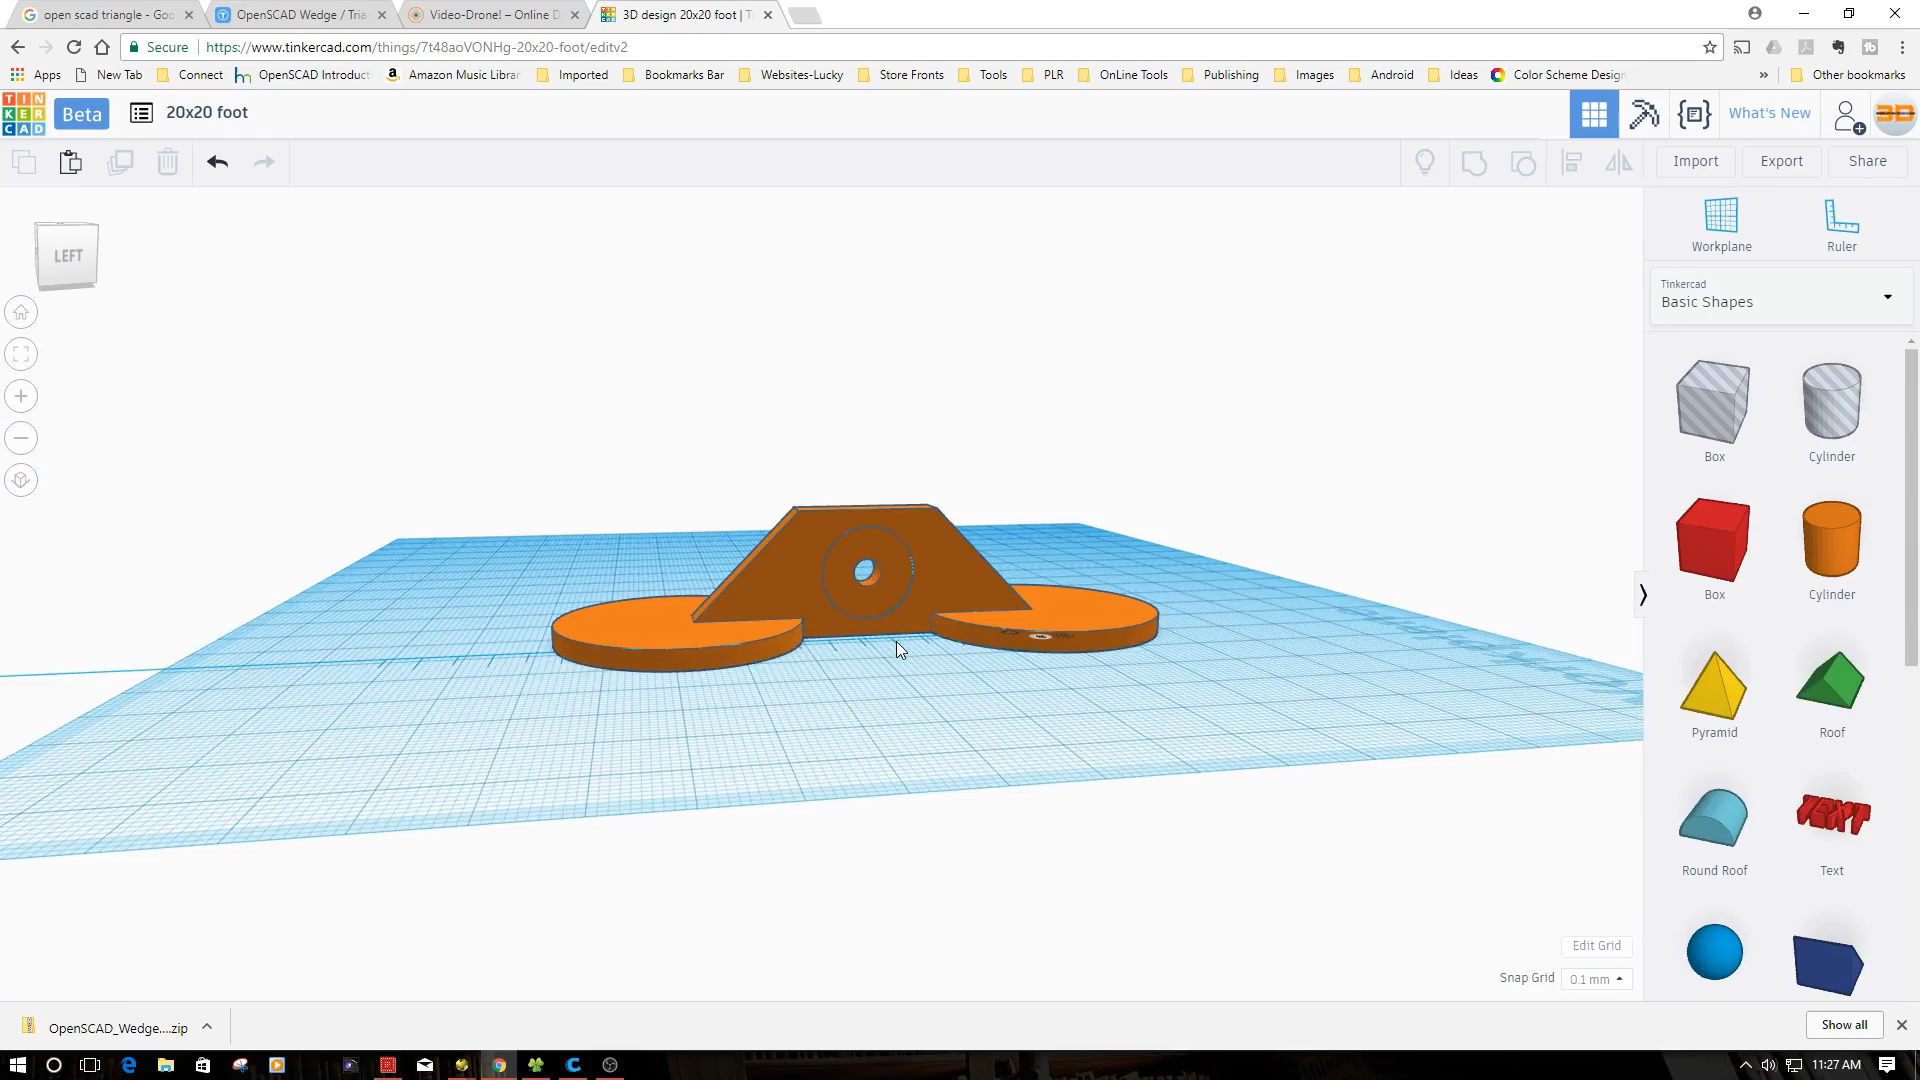 open scad triangle - Goo
OpenSCAD Wedge / Tria
Video-Drone! – Online D
3D design 20x20 foot | Ti
Secure
https://www.tinkercad.com/things/7t48aoVONHg-20x20-foot/editv2
Apps
New Tab
Connect
OpenSCAD Introduct
Amazon Music Librar
Imported
Bookmarks Bar
Websites-Lucky
Store Fronts
Tools
PLR
OnLine Tools
Publishing
Images
Android
Ideas
Color Scheme Design
»
Other bookmarks
TIN
KER
CAD
Beta
20x20 foot
What's New
3D
Import
Export
Share
LEFT
Workplane
Ruler
Tinkercad
Basic Shapes
Box
Cylinder
Box
Cylinder
Pyramid
Roof
TEXT
Round Roof
Text
Edit Grid
Snap Grid
0.1 mm
OpenSCAD_Wedge....zip
Show all
11:27 AM